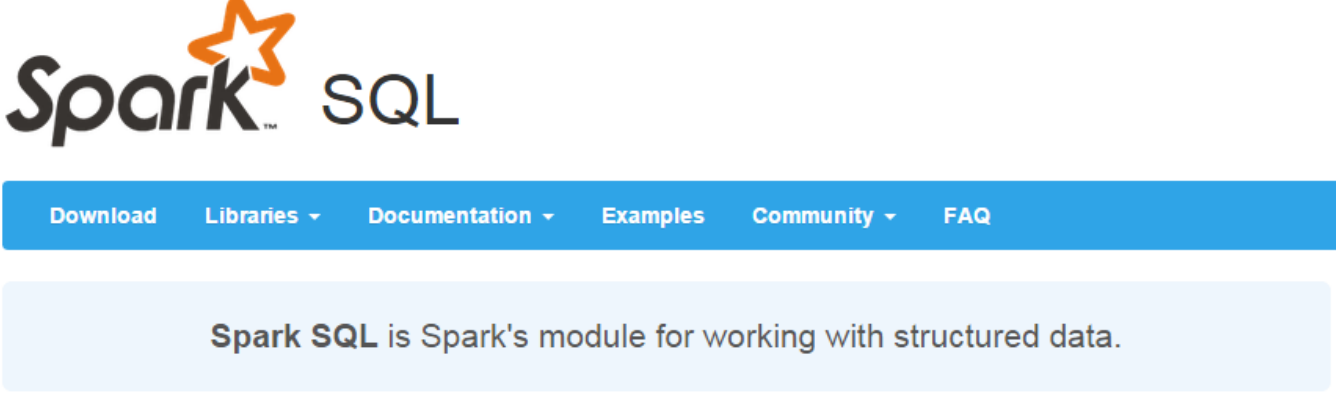 Spark™ SQL
Download Libraries Documentation Examples Community FAQ
Spark SQL is Spark's module for working with structured data.